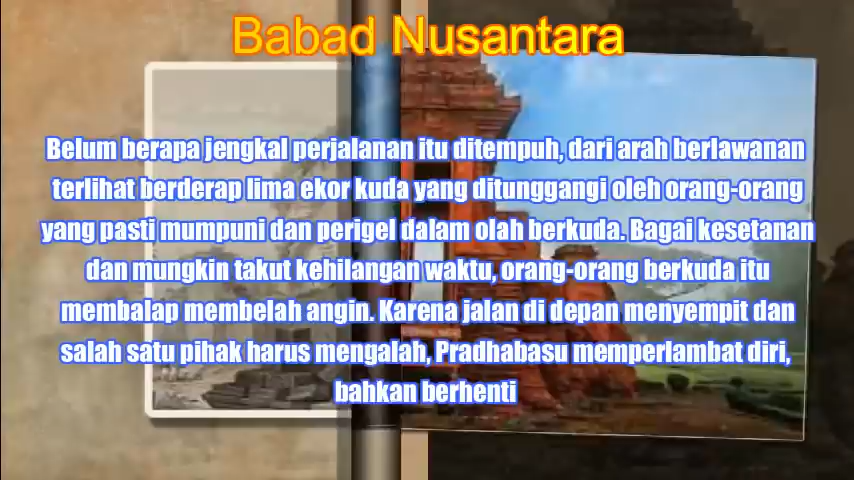 Babad Nusantara
Belum berapa jengkal perjalanan itu ditempuh, dari arah berlawanan
terlihat berderap lima ekor kuda yang ditunggangi oleh orang-orang
yang pasti mumpuni dan perigel dalam olah berkuda. Bagai kesetanan
dan mungkin takut kehilangan waktu, orang-orang berkuda itu
membalap membelah angin. Karena jalan di depan menyempit dan
salah satu pihak harus mengalah, Pradhabasu memperlambat diri,
bahkan berhenti